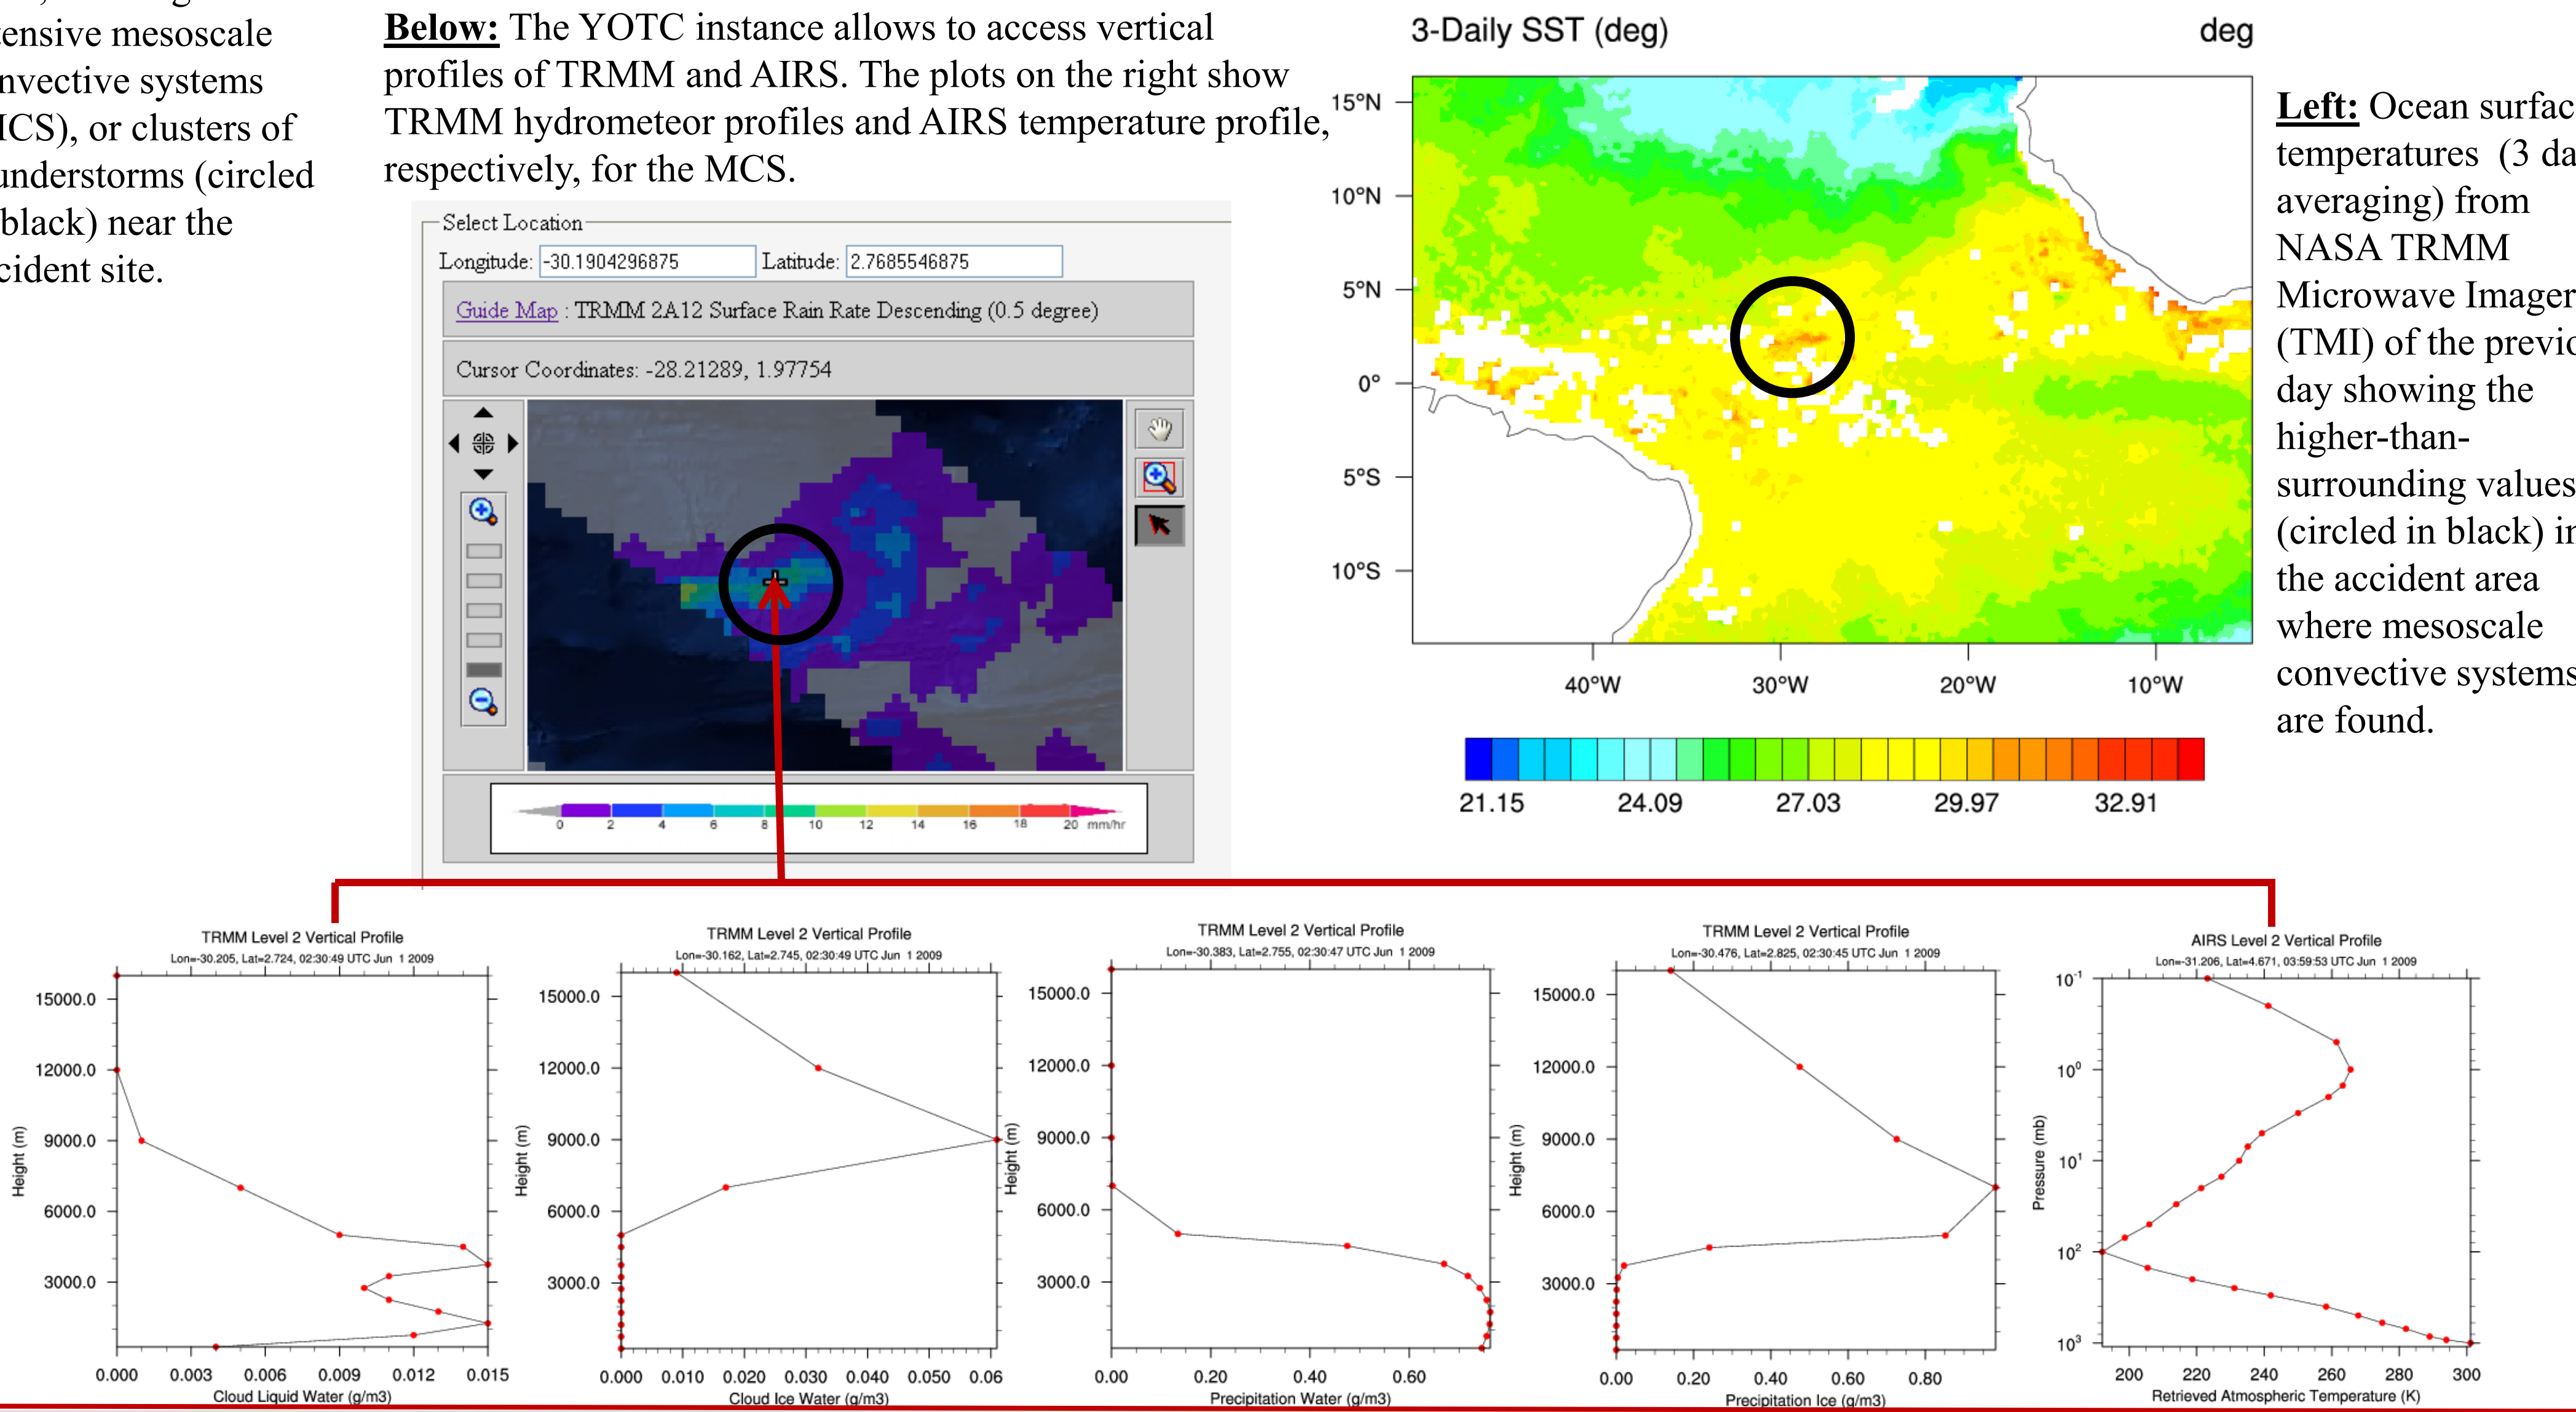 tensive mesoscale
nvective systems
ICS), or clusters of
understorms (circled
black) near the
cident site.
Below: The YOTC instance allows to access vertical
profiles of TRMM and AIRS. The plots on the right show
TRMM hydrometeor profiles and AIRS temperature profile,
respectively, for the MCS.
Select Location
Longitude: -30.1904296875 Latitude: 2.7685546875
Guide Map : TRMM 2A12 Surface Rain Rate Descending (0.5 degree)
Cursor Coordinates: -28.21289, 1.97754
0 2 4 6 8 10 12 14 16 18 20 mm/hr
3-Daily SST (deg) deg
15°N
10°N
5°N
0°
5°S
10°S
40°W 30°W 20°W 10°W
21.15 24.09 27.03 29.97 32.91
Left: Ocean surfac
temperatures (3 da
averaging) from
NASA TRMM
Microwave Imager
(TMI) of the previo
day showing the
higher-than-
surrounding values
(circled in black) in
the accident area
where mesoscale
convective systems
are found.
TRMM Level 2 Vertical Profile
Lon=-30.205, Lat=2.724, 02:30:49 UTC Jun 1 2009
15000.0
12000.0
9000.0
6000.0
3000.0
Height (m)
0.000 0.003 0.006 0.009 0.012 0.015
Cloud Liquid Water (g/m3)
TRMM Level 2 Vertical Profile
Lon=-30.162, Lat=2.745, 02:30:49 UTC Jun 1 2009
15000.0
12000.0
9000.0
6000.0
3000.0
Height (m)
0.000 0.010 0.020 0.030 0.040 0.050 0.06
Cloud Ice Water (g/m3)
TRMM Level 2 Vertical Profile
Lon=-30.383, Lat=2.755, 02:30:47 UTC Jun 1 2009
15000.0
12000.0
9000.0
6000.0
3000.0
Height (m)
0.00 0.20 0.40 0.60
Precipitation Water (g/m3)
TRMM Level 2 Vertical Profile
Lon=-30.476, Lat=2.825, 02:30:45 UTC Jun 1 2009
15000.0
12000.0
9000.0
6000.0
3000.0
Height (m)
0.00 0.20 0.40 0.60 0.80
Precipitation Ice (g/m3)
AIRS Level 2 Vertical Profile
Lon=-31.206, Lat=4.671, 03:59:53 UTC Jun 1 2009
10⁻¹
10⁰
10¹
10²
10³
Pressure (mb)
200 220 240 260 280 300
Retrieved Atmospheric Temperature (K)